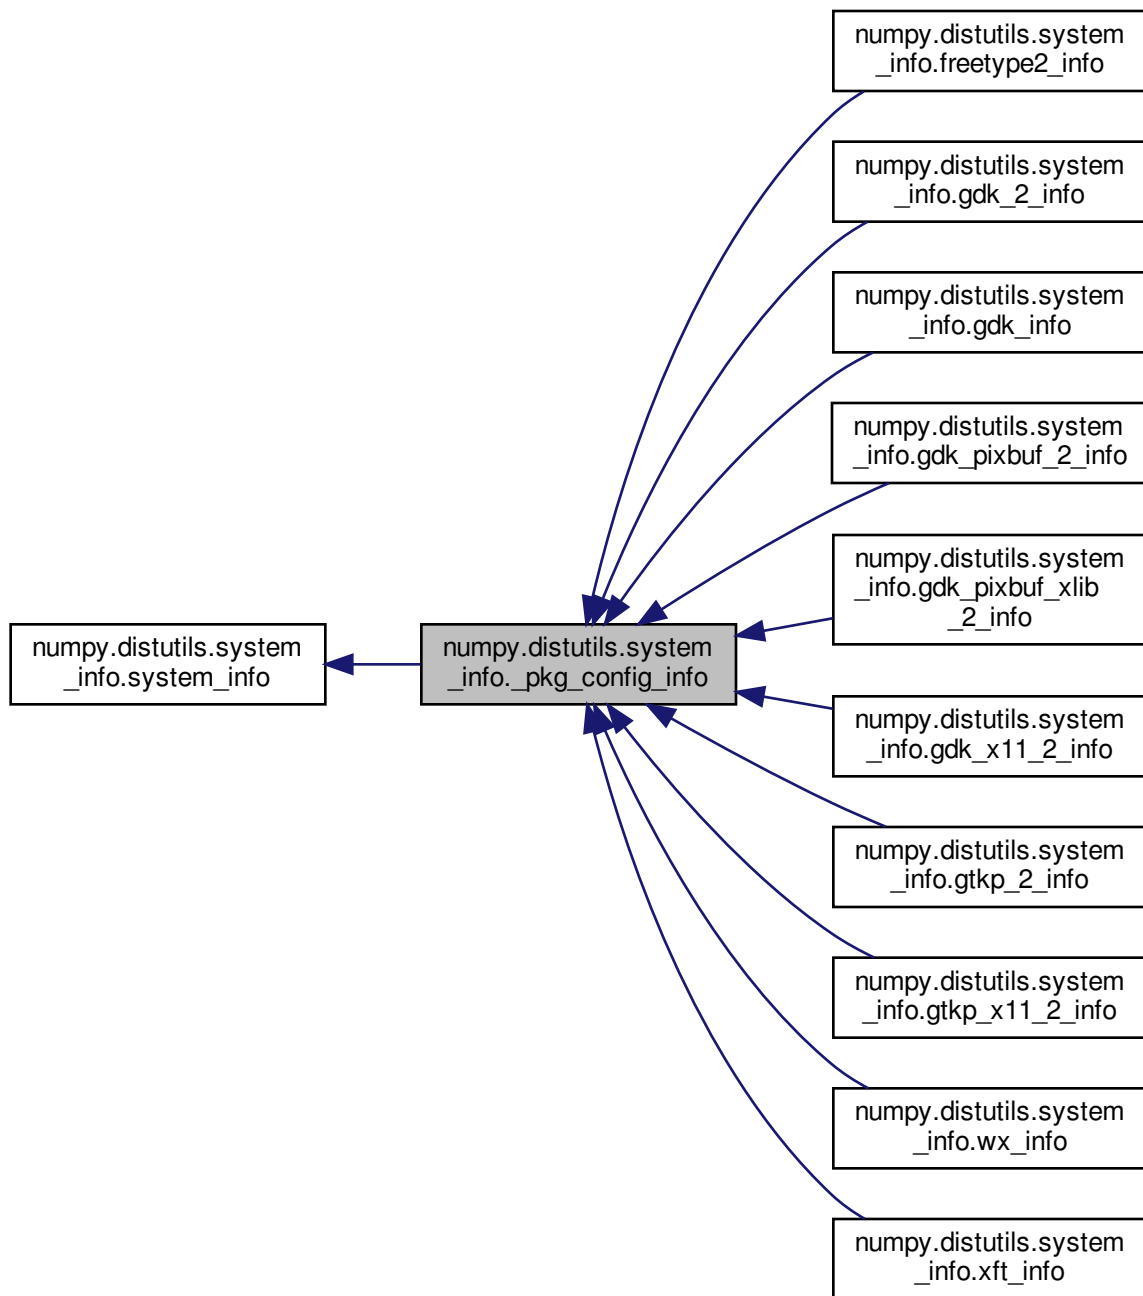 numpy.distutils.system
_info.freetype2_info
numpy.distutils.system
_info.gdk_2_info
numpy.distutils.system
_info.gdk_info
numpy.distutils.system
_info.gdk_pixbuf_2_info
numpy.distutils.system
_info.gdk_pixbuf_xlib
_2_info
numpy.distutils.system
_info.system_info
numpy.distutils.system
_info._pkg_config_info
numpy.distutils.system
_info.gdk_x11_2_info
numpy.distutils.system
_info.gtkp_2_info
numpy.distutils.system
_info.gtkp_x11_2_info
numpy.distutils.system
_info.wx_info
numpy.distutils.system
_info.xft_info